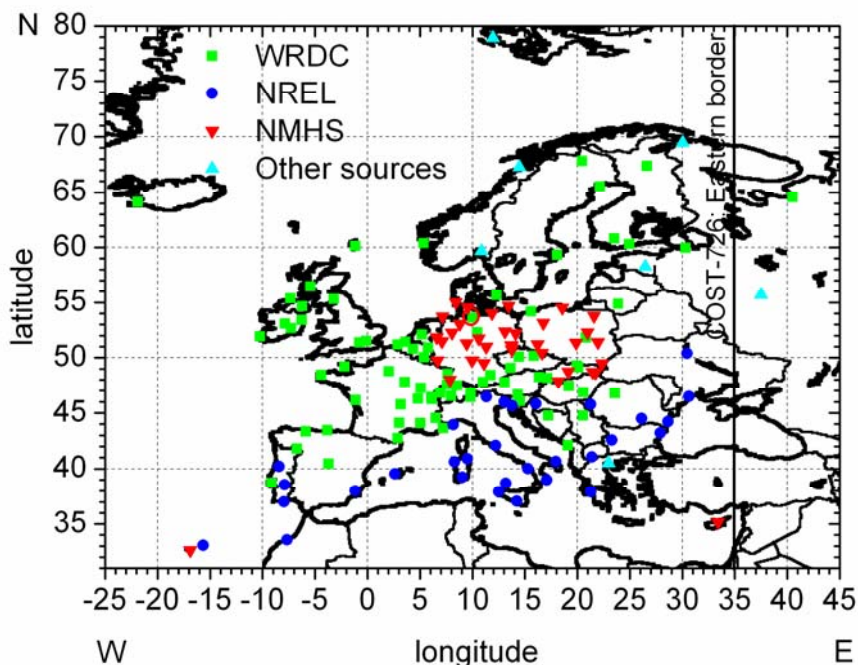 N
80
75
70
65
60
55
50
45
40
35
latitude
WRDC
NREL
NMHS
Other sources
COST-726: Eastern border
-25 -20 -15 -10 -5 0 5 10 15 20 25 30 35 40 45
W longitude E